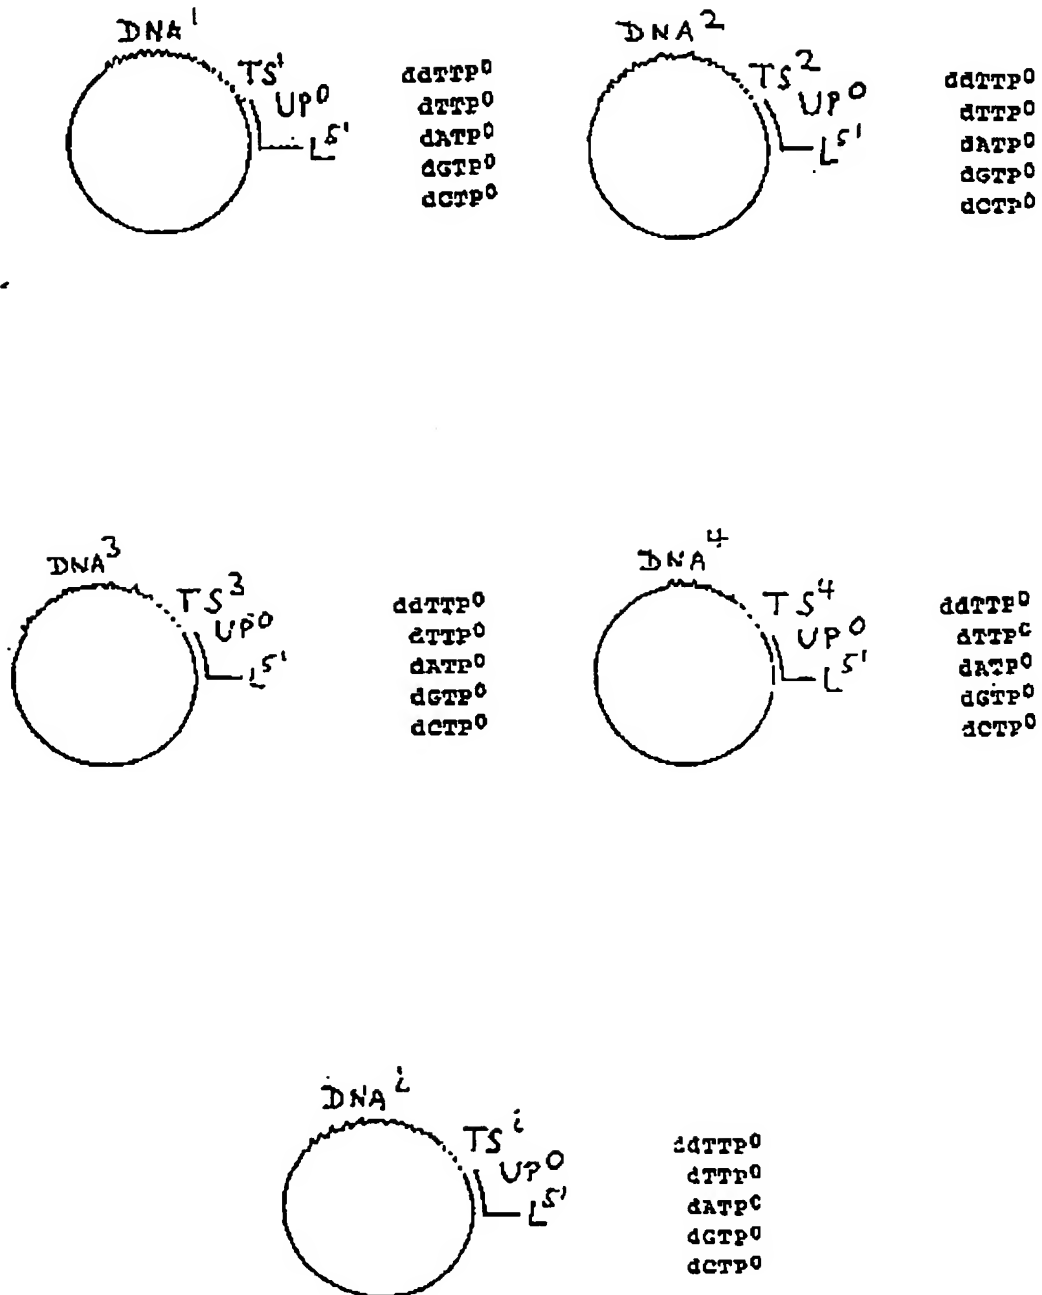 DNA¹
TS¹
UP⁰
L⁵'
ddTTP⁰
dTTP⁰
dATP⁰
dGTP⁰
dCTP⁰
DNA²
TS²
UP⁰
L⁵'
ddTTP⁰
dTTP⁰
dATP⁰
dGTP⁰
dCTP⁰
DNA³
TS³
UP⁰
L⁵'
ddTTP⁰
dTTP⁰
dATP⁰
dGTP⁰
dCTP⁰
DNA⁴
TS⁴
UP⁰
L⁵'
ddTTP⁰
dTTP⁰
dATP⁰
dGTP⁰
dCTP⁰
DNAⁱ
TSⁱ
UP⁰
L⁵'
ddTTP⁰
dTTP⁰
dATP⁰
dGTP⁰
dCTP⁰